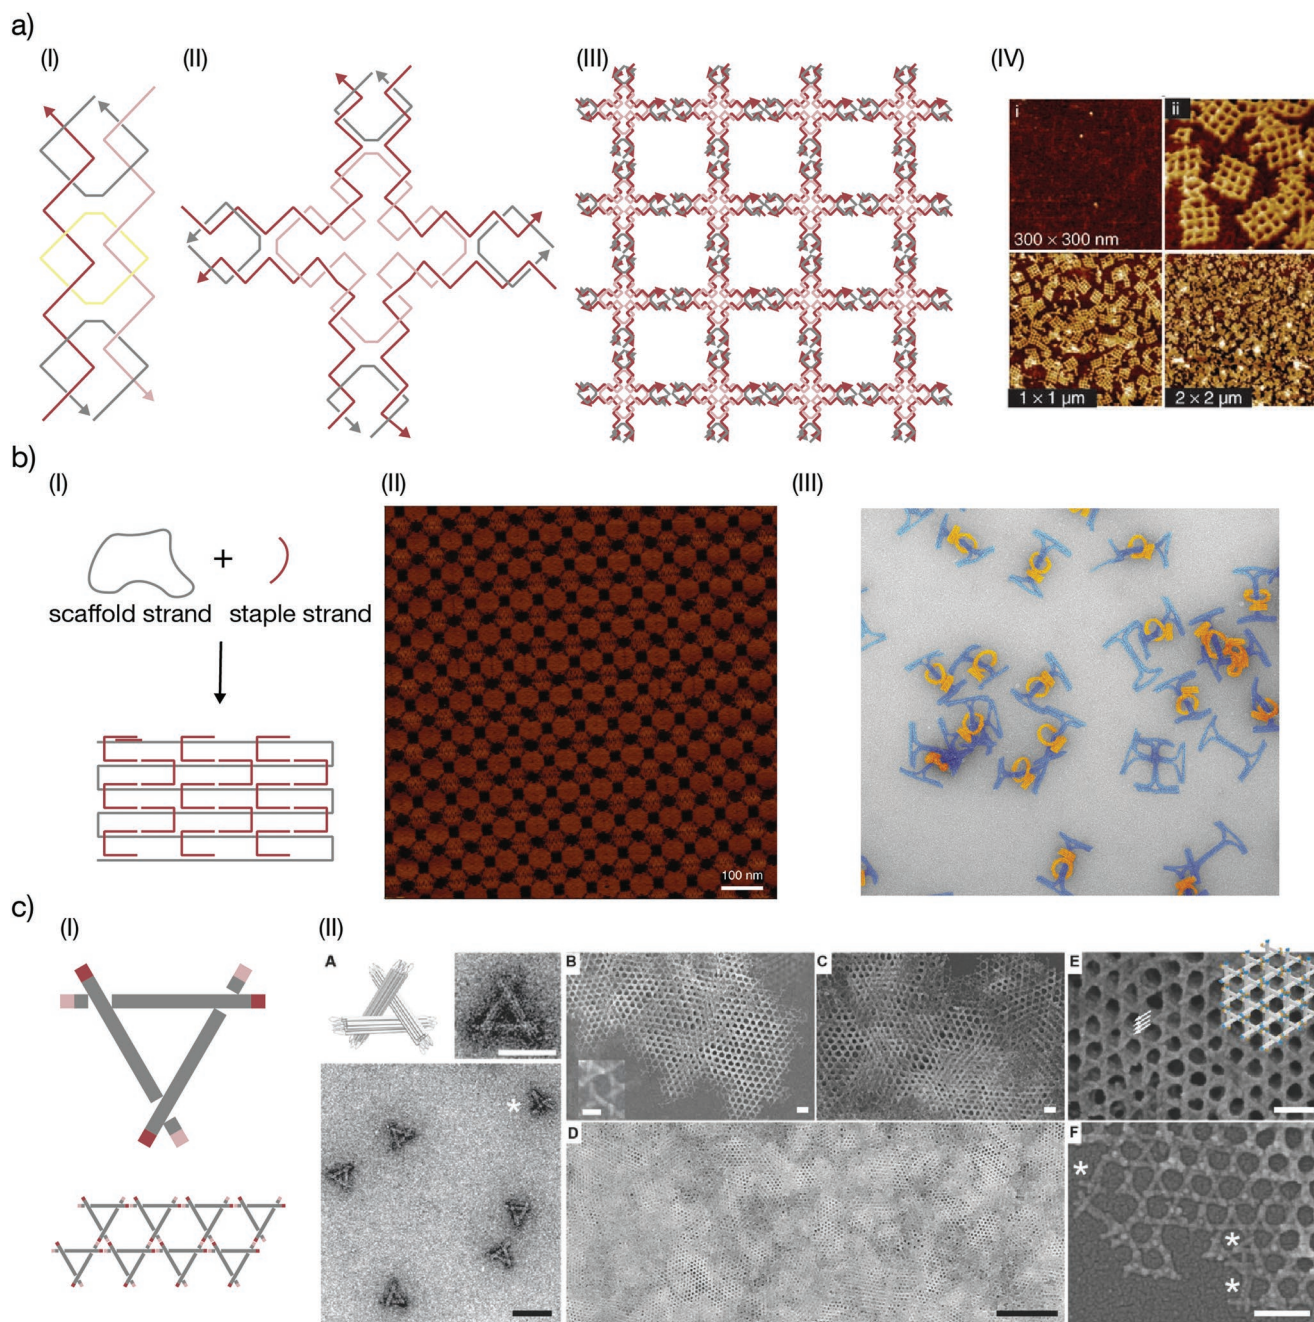 a)
(I)
(II)
(III)
(IV)
i
ii
300 × 300 nm
1 × 1 µm
2 × 2 µm
b)
(I)
(II)
(III)
+
scaffold strand
staple strand
100 nm
c)
(I)
(II)
A
B
C
E
*
D
F
*
*
*